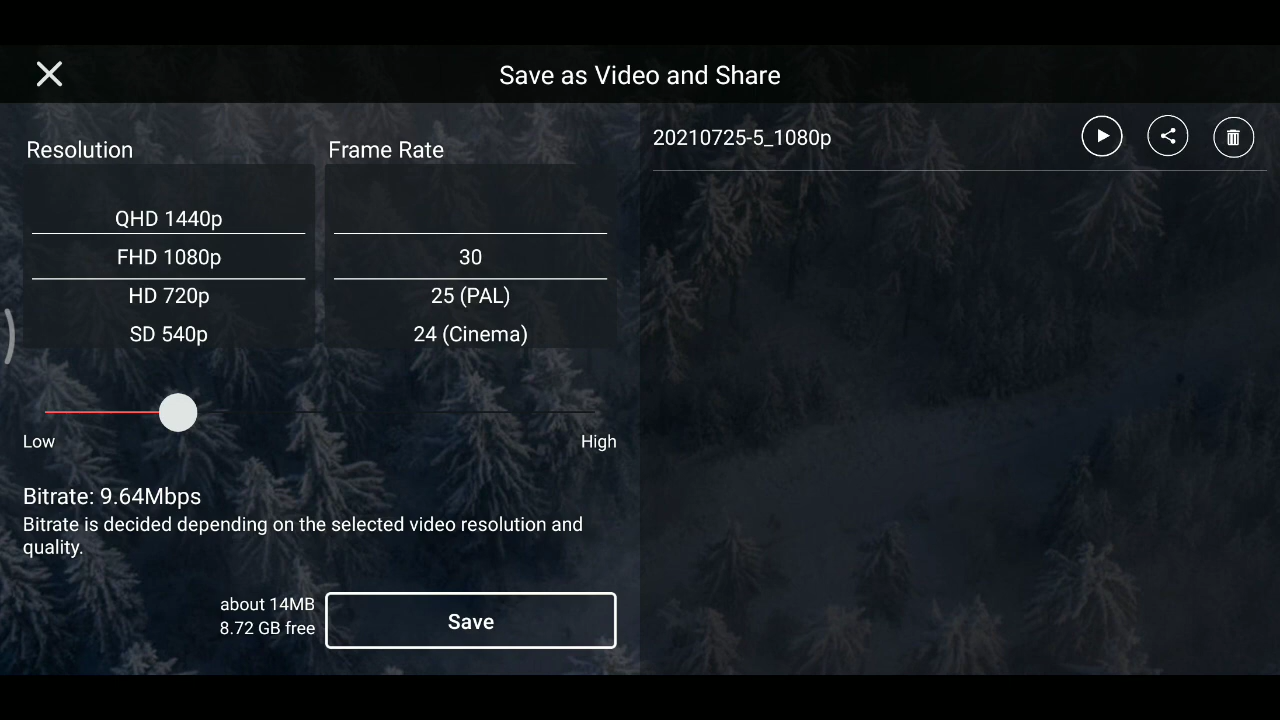 Save as Video and Share
Resolution
Frame Rate
QHD 1440p
FHD 1080p
HD 720p
SD 540p
30
25 (PAL)
24 (Cinema)
Low
High
Bitrate: 9.64Mbps
Bitrate is decided depending on the selected video resolution and
quality.
about 14MB
8.72 GB free
Save
20210725-5_1080p